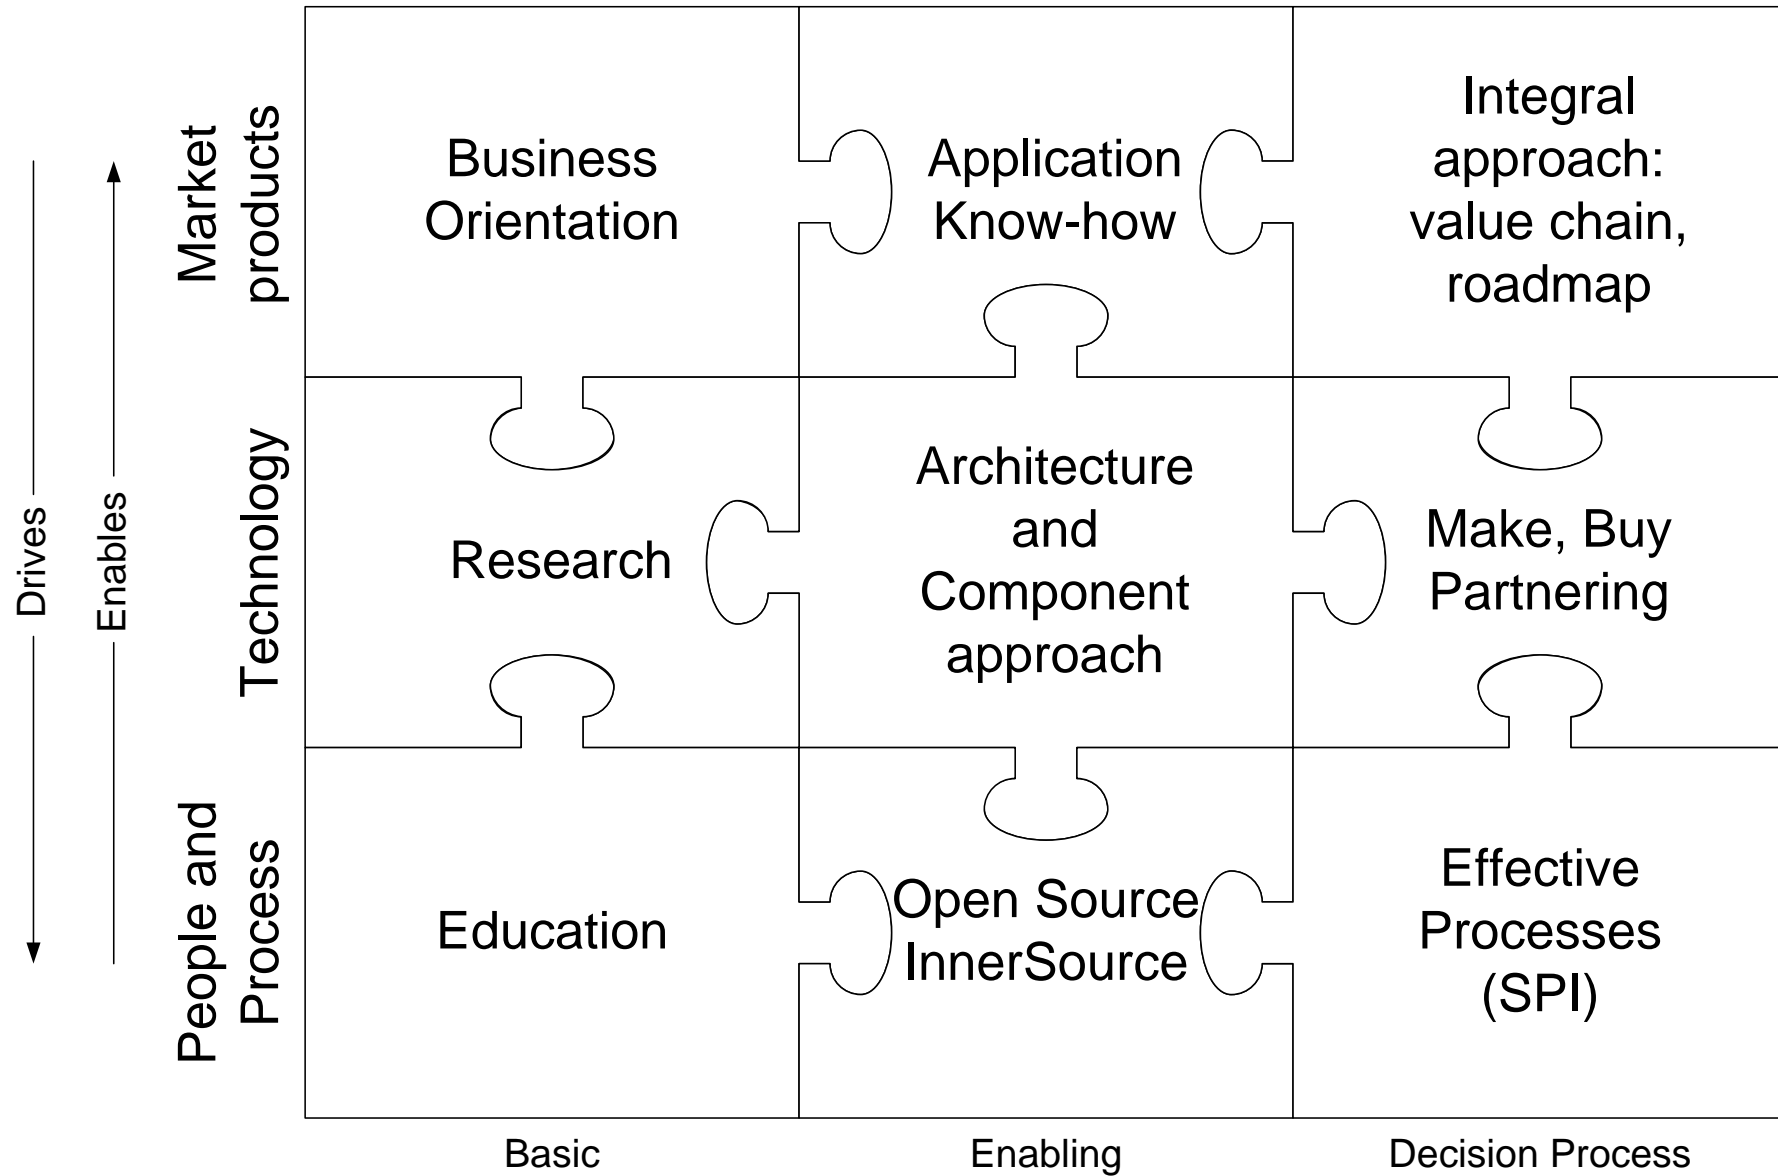 Drives
Enables
Market
products
Business
Orientation
Application
Know-how
Integral
approach:
value chain,
roadmap
Technology
Research
Architecture
and
Component
approach
Make, Buy
Partnering
People and
Process
Education
Open Source
InnerSource
Effective
Processes
(SPI)
Basic
Enabling
Decision Process